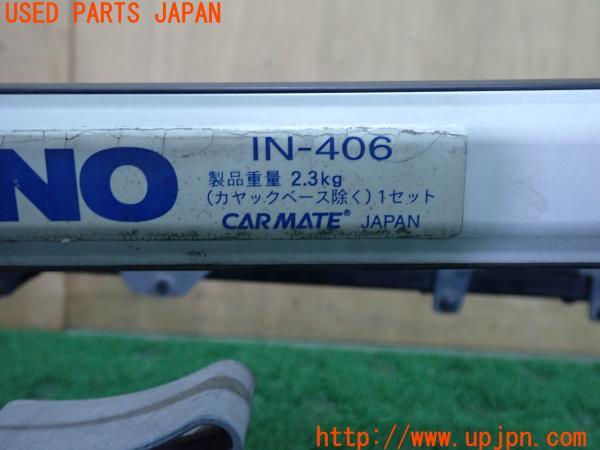 USED PARTS JAPAN
NO IN-406
製品重量 2.3kg
(カヤックベース除く) 1セット
CARMATE® JAPAN
http://www.upjpn.com